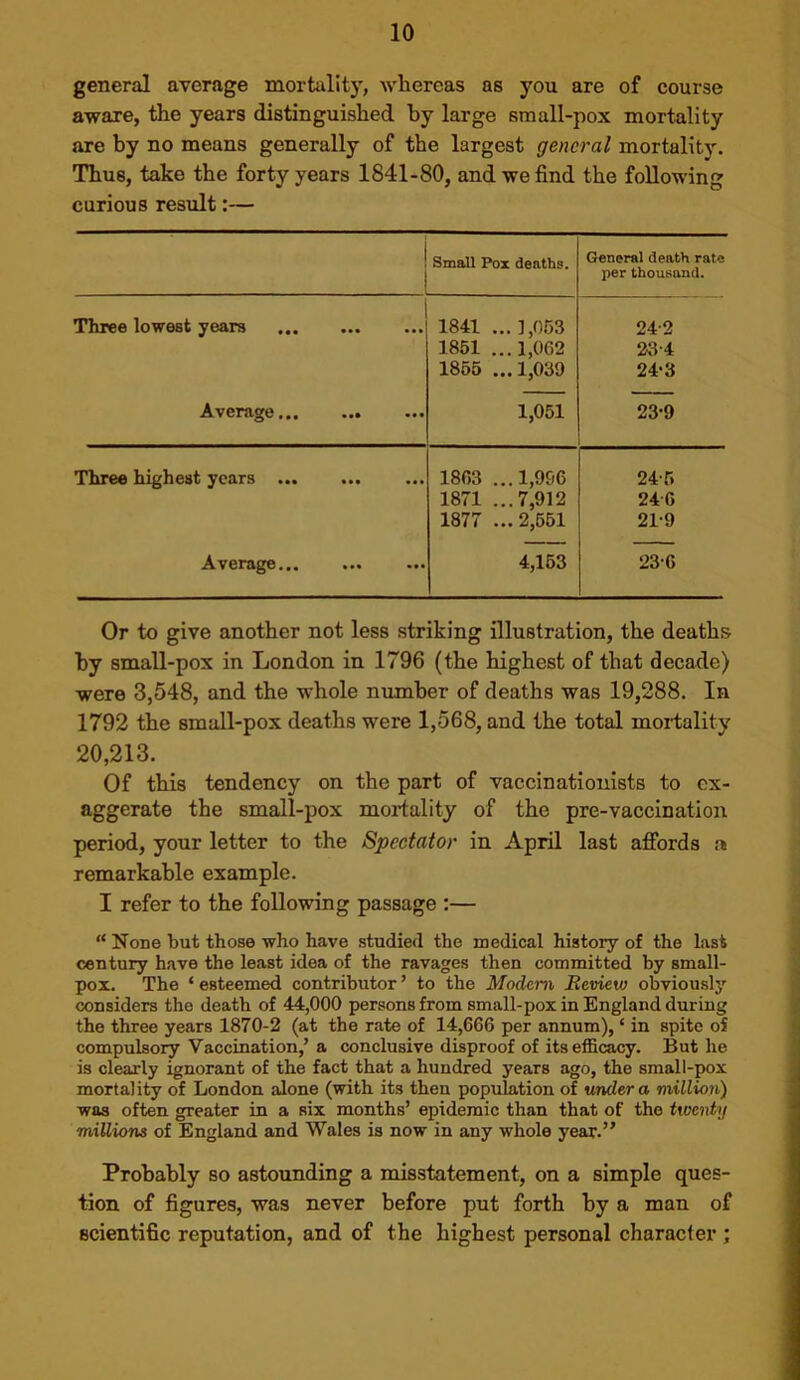 10
general average mortality, whereas as you are of course
aware, the years distinguished by large small-pox mortality
are by no means generally of the largest general mortality.
Thus, take the forty years 1841-80, and we find the following
curious result:—
Small Pox deaths. General death rate
per thousand.
Three lowest years ... ... ... 1841 ... 1,053 24·2
1851 ... 1,062 23·4
1855 ... 1,039 24·3
Average... ... ... 1,051 23·9
Three highest years ... ... ... 1863 ... 1,996 24·5
1871 ... 7,912 24·6
1877 ... 2,551 21·9
Average... ... ... 4,153 23·6
Or to give another not less striking illustration, the deaths
by small-pox in London in 1796 (the highest of that decade)
were 3,548, and the whole number of deaths was 19,288. In
1792 the small-pox deaths were 1,568, and the total mortality
20,213.
Of this tendency on the part of vaccinationists to ex-
aggerate the small-pox mortality of the pre-vaccination
period, your letter to the Spectator in April last affords a
remarkable example.
I refer to the following passage :—
“ None but those who have studied the medical history of the last
century have the least idea of the ravages then committed by small-
pox. The ‘ esteemed contributor ’ to the Modern Review obviously
considers the death of 44,000 persons from small-pox in England during
the three years 1870-2 (at the rate of 14,666 per annum), ‘ in spite of
compulsory Vaccination,’ a conclusive disproof of its efficacy. But he
is clearly ignorant of the fact that a hundred years ago, the small-pox
mortality of London alone (with its then population of under a million)
was often greater in a six months’ epidemic than that of the twenty
millions of England and Wales is now in any whole year.”
Probably so astounding a misstatement, on a simple ques-
tion of figures, was never before put forth by a man of
scientific reputation, and of the highest personal character ;